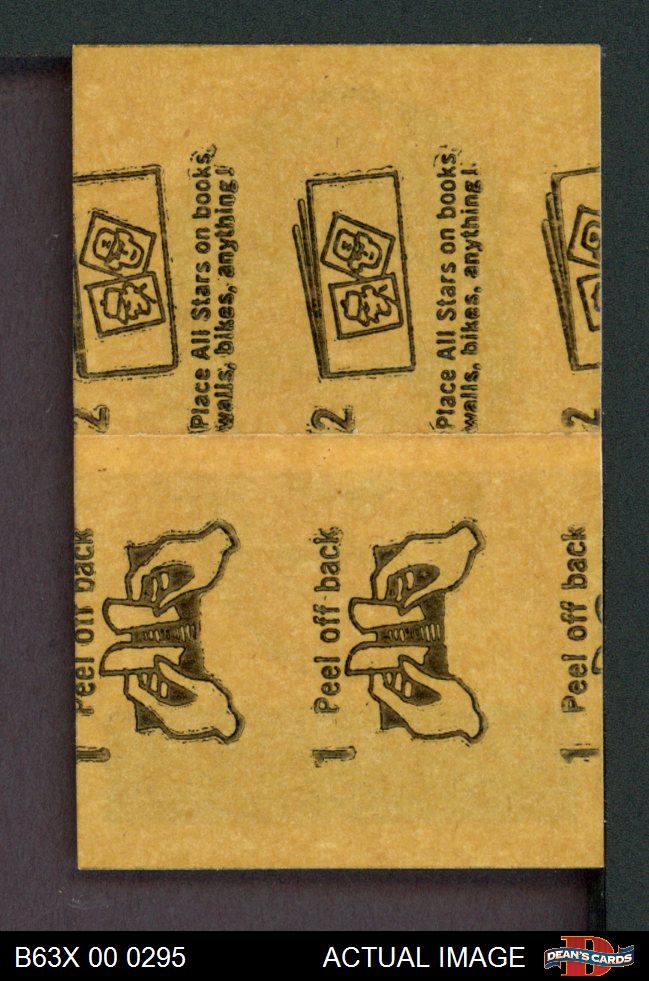 2 Place All Stars on books,
walls, bikes, anything!
2 Place All Stars on books,
walls, bikes, anything!
2
1 Peel off back
1 Peel off back
1 Peel off back
B63X 00 0295
ACTUAL IMAGE
DEAN'S CARDS